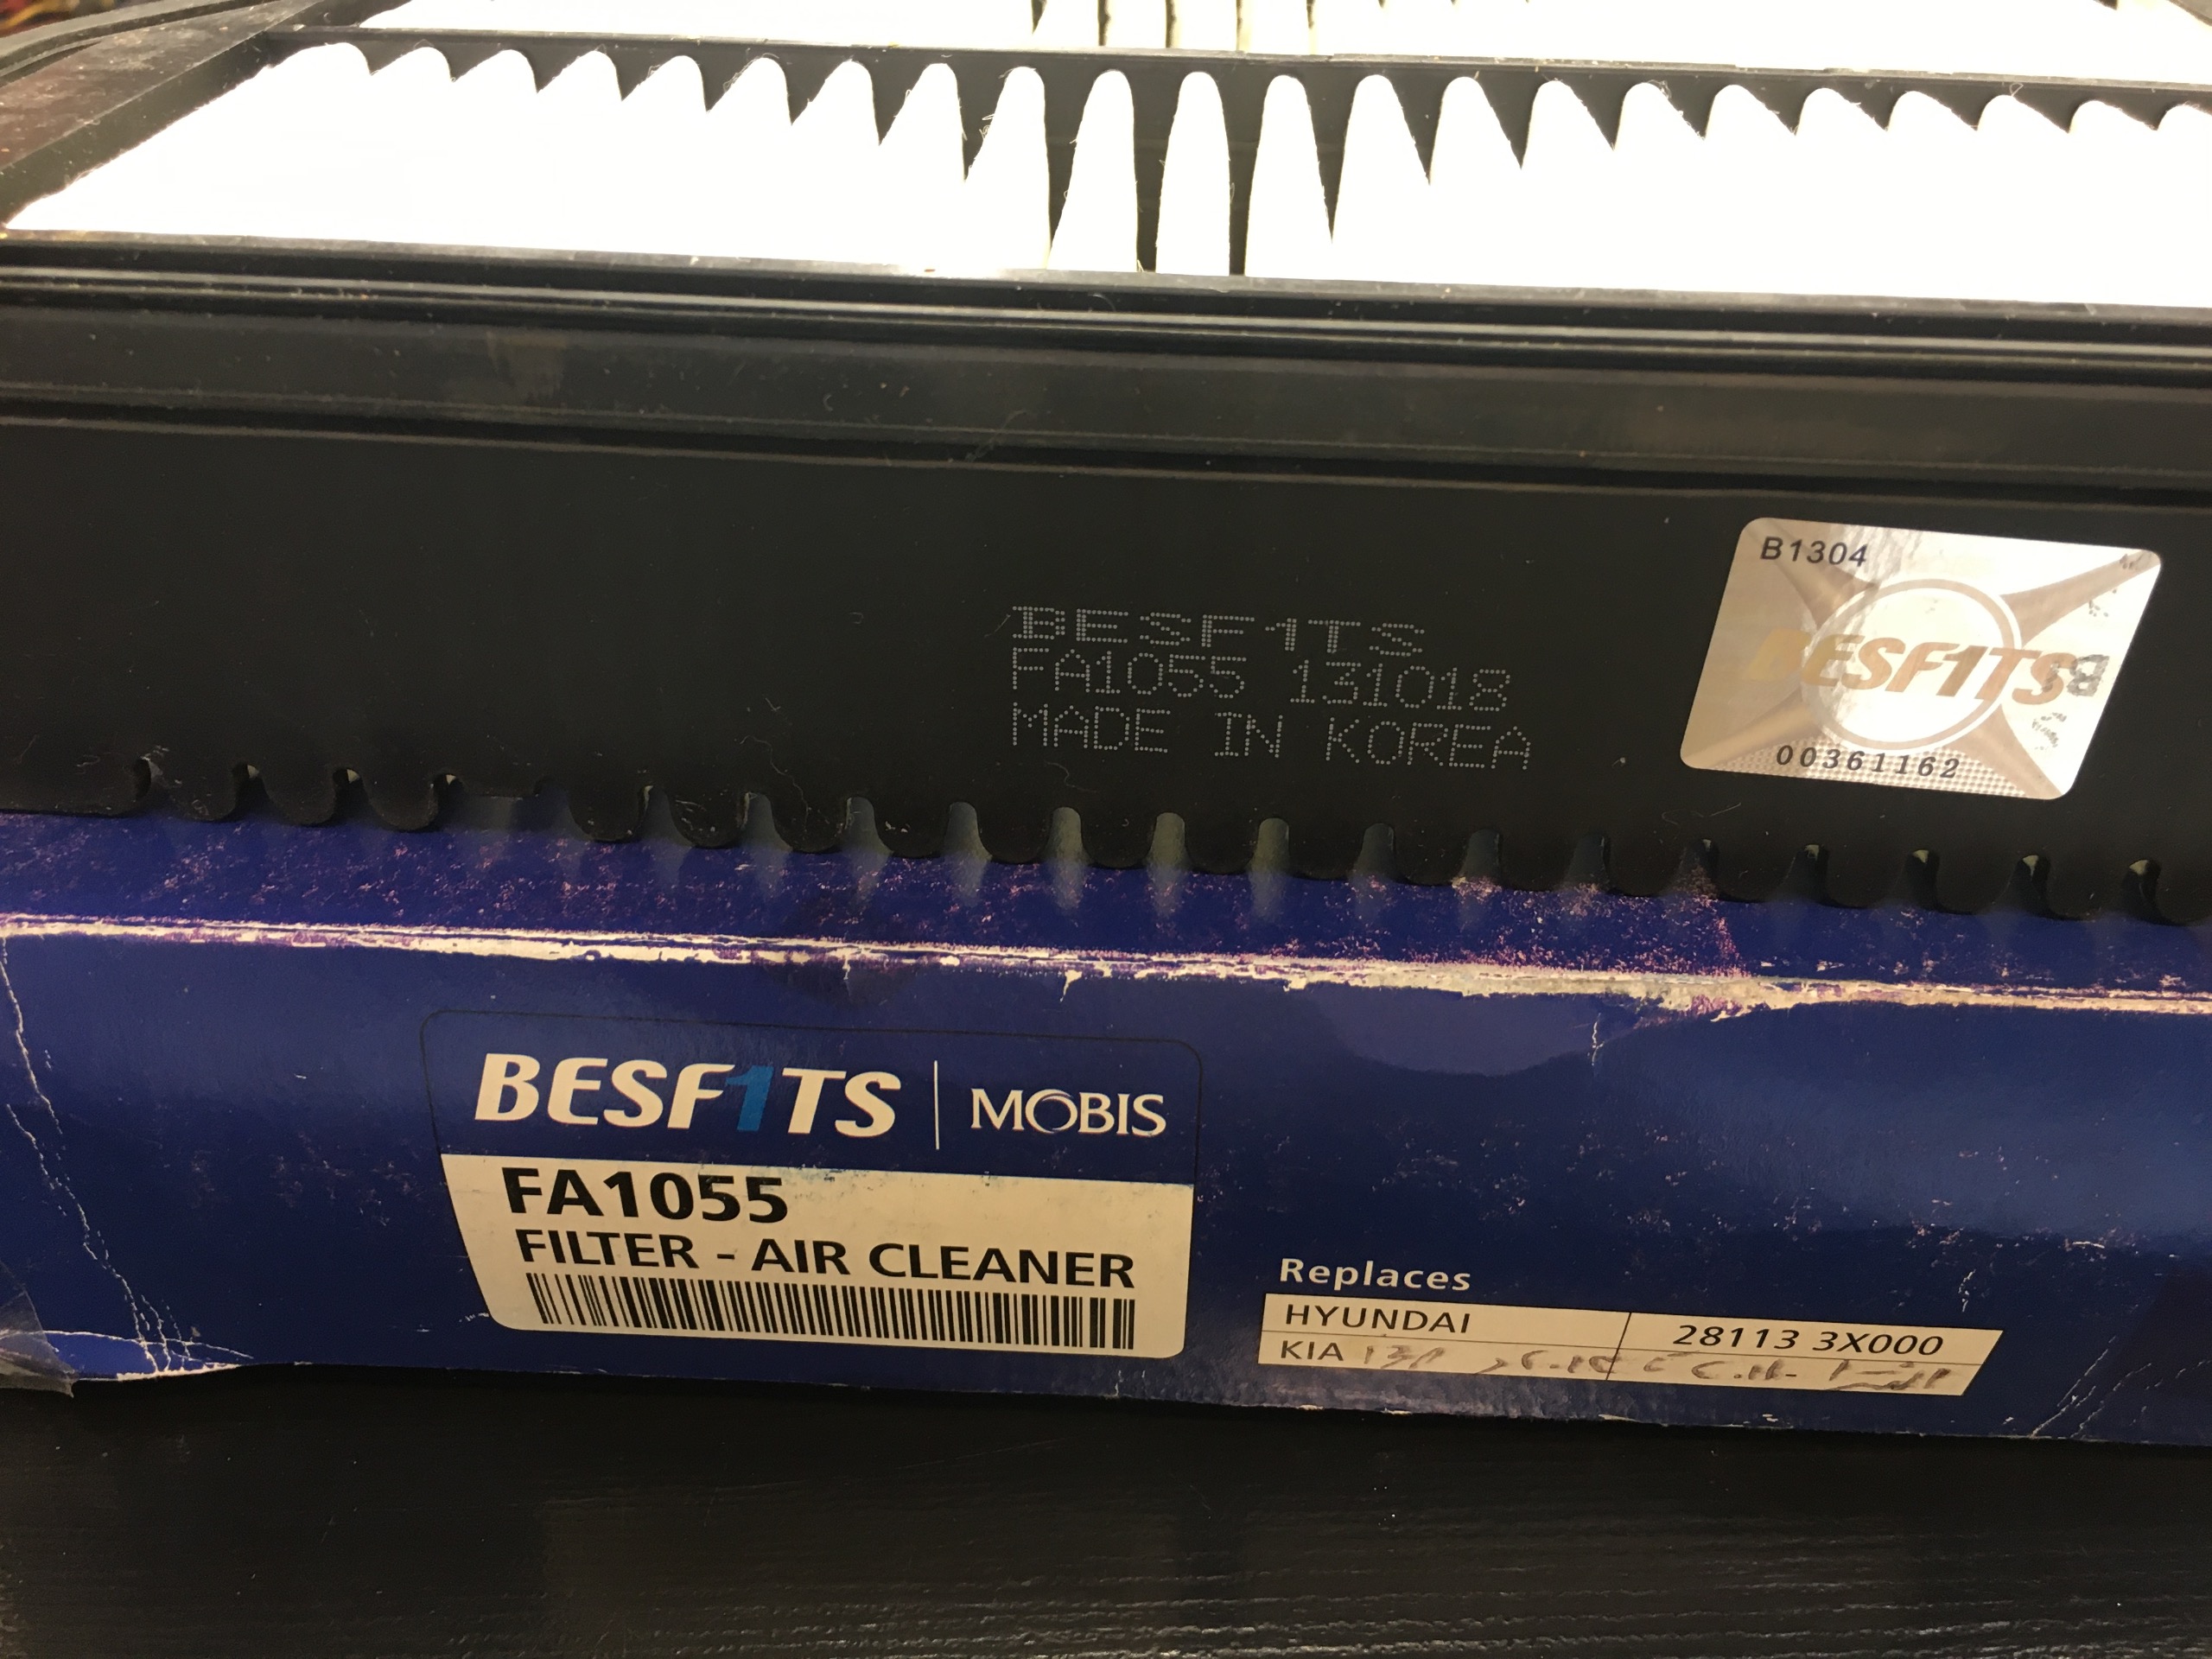 B1304
BESF1TS
00361162
BESF1TS
FA1055 131018
MADE IN KOREA
BESF1TS | MOBIS
FA1055
FILTER - AIR CLEANER
Replaces
HYUNDAI 28113 3X000
KIA